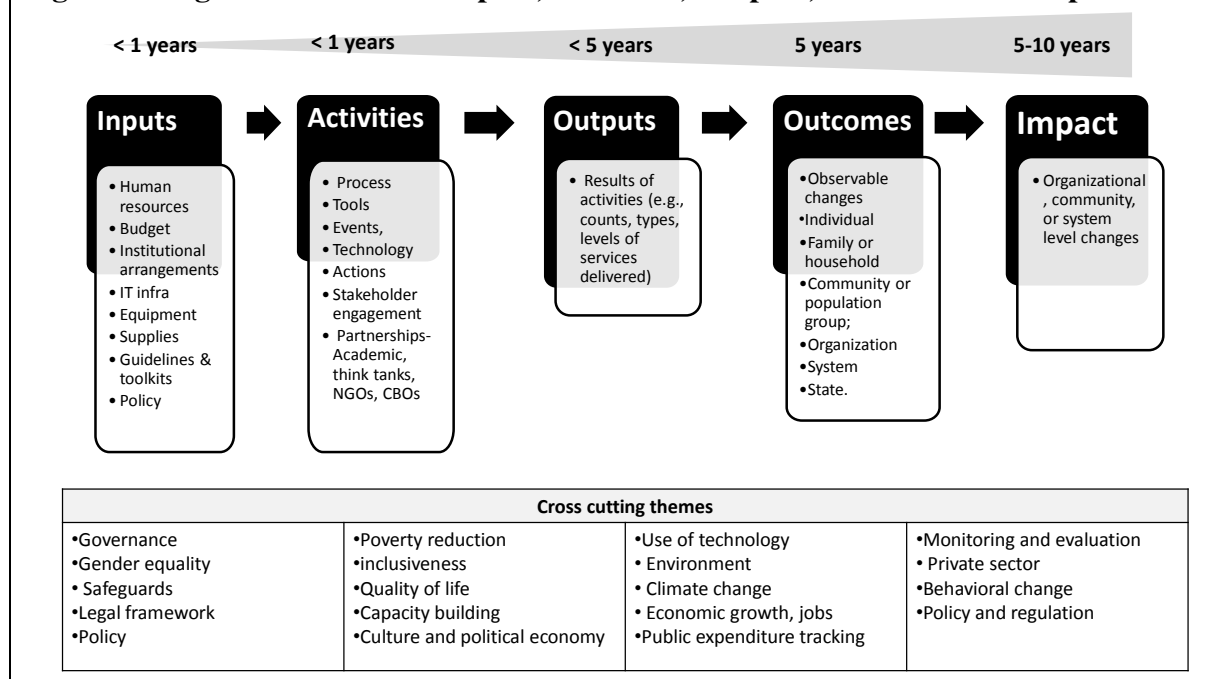 < 1 years
< 1 years
< 5 years
5 years
5-10 years
Inputs
• Human
resources
• Budget
• Institutional
arrangements
• IT infra
• Equipment
• Supplies
• Guidelines &
toolkits
• Policy
Activities
• Process
• Tools
• Events,
• Technology
• Actions
• Stakeholder
engagement
• Partnerships-
Academic,
think tanks,
NGOs, CBOs
Outputs
• Results of
activities (e.g.,
counts, types,
levels of
services
delivered)
Outcomes
•Observable
changes
•Individual
•Family or
household
•Community or
population
group;
•Organization
•System
•State.
Impact
• Organizational
, community,
or system
level changes
Cross cutting themes
•Governance
•Gender equality
• Safeguards
•Legal framework
•Policy
•Poverty reduction
•inclusiveness
•Quality of life
•Capacity building
•Culture and political economy
•Use of technology
• Environment
• Climate change
• Economic growth, jobs
•Public expenditure tracking
•Monitoring and evaluation
• Private sector
•Behavioral change
•Policy and regulation